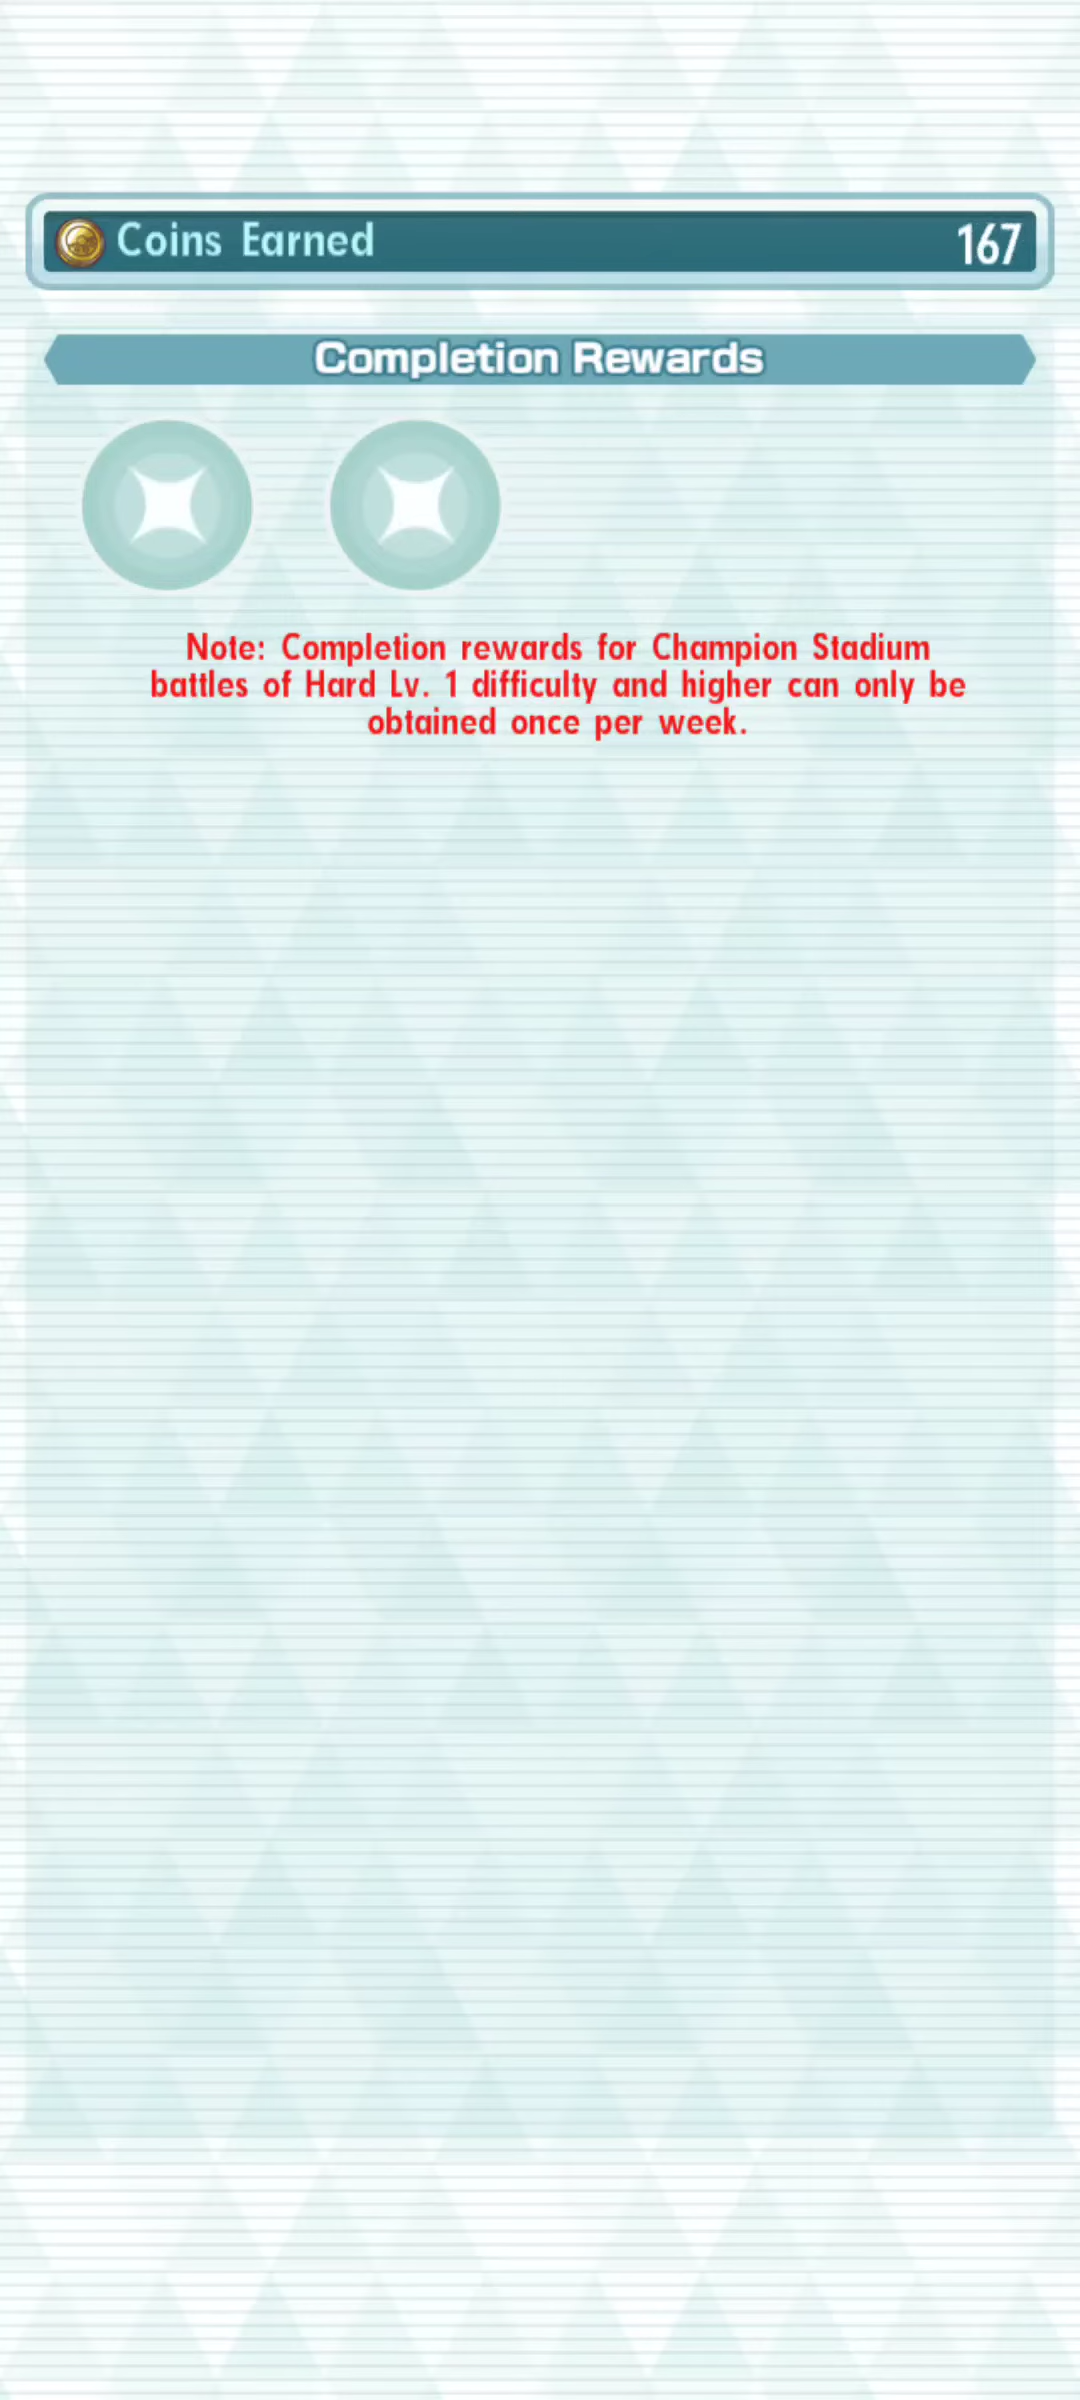 Coins Earned 167
Completion Rewards
Note: Completion rewards for Champion Stadium
battles of Hard Lv. 1 difficulty and higher can only be
obtained once per week.